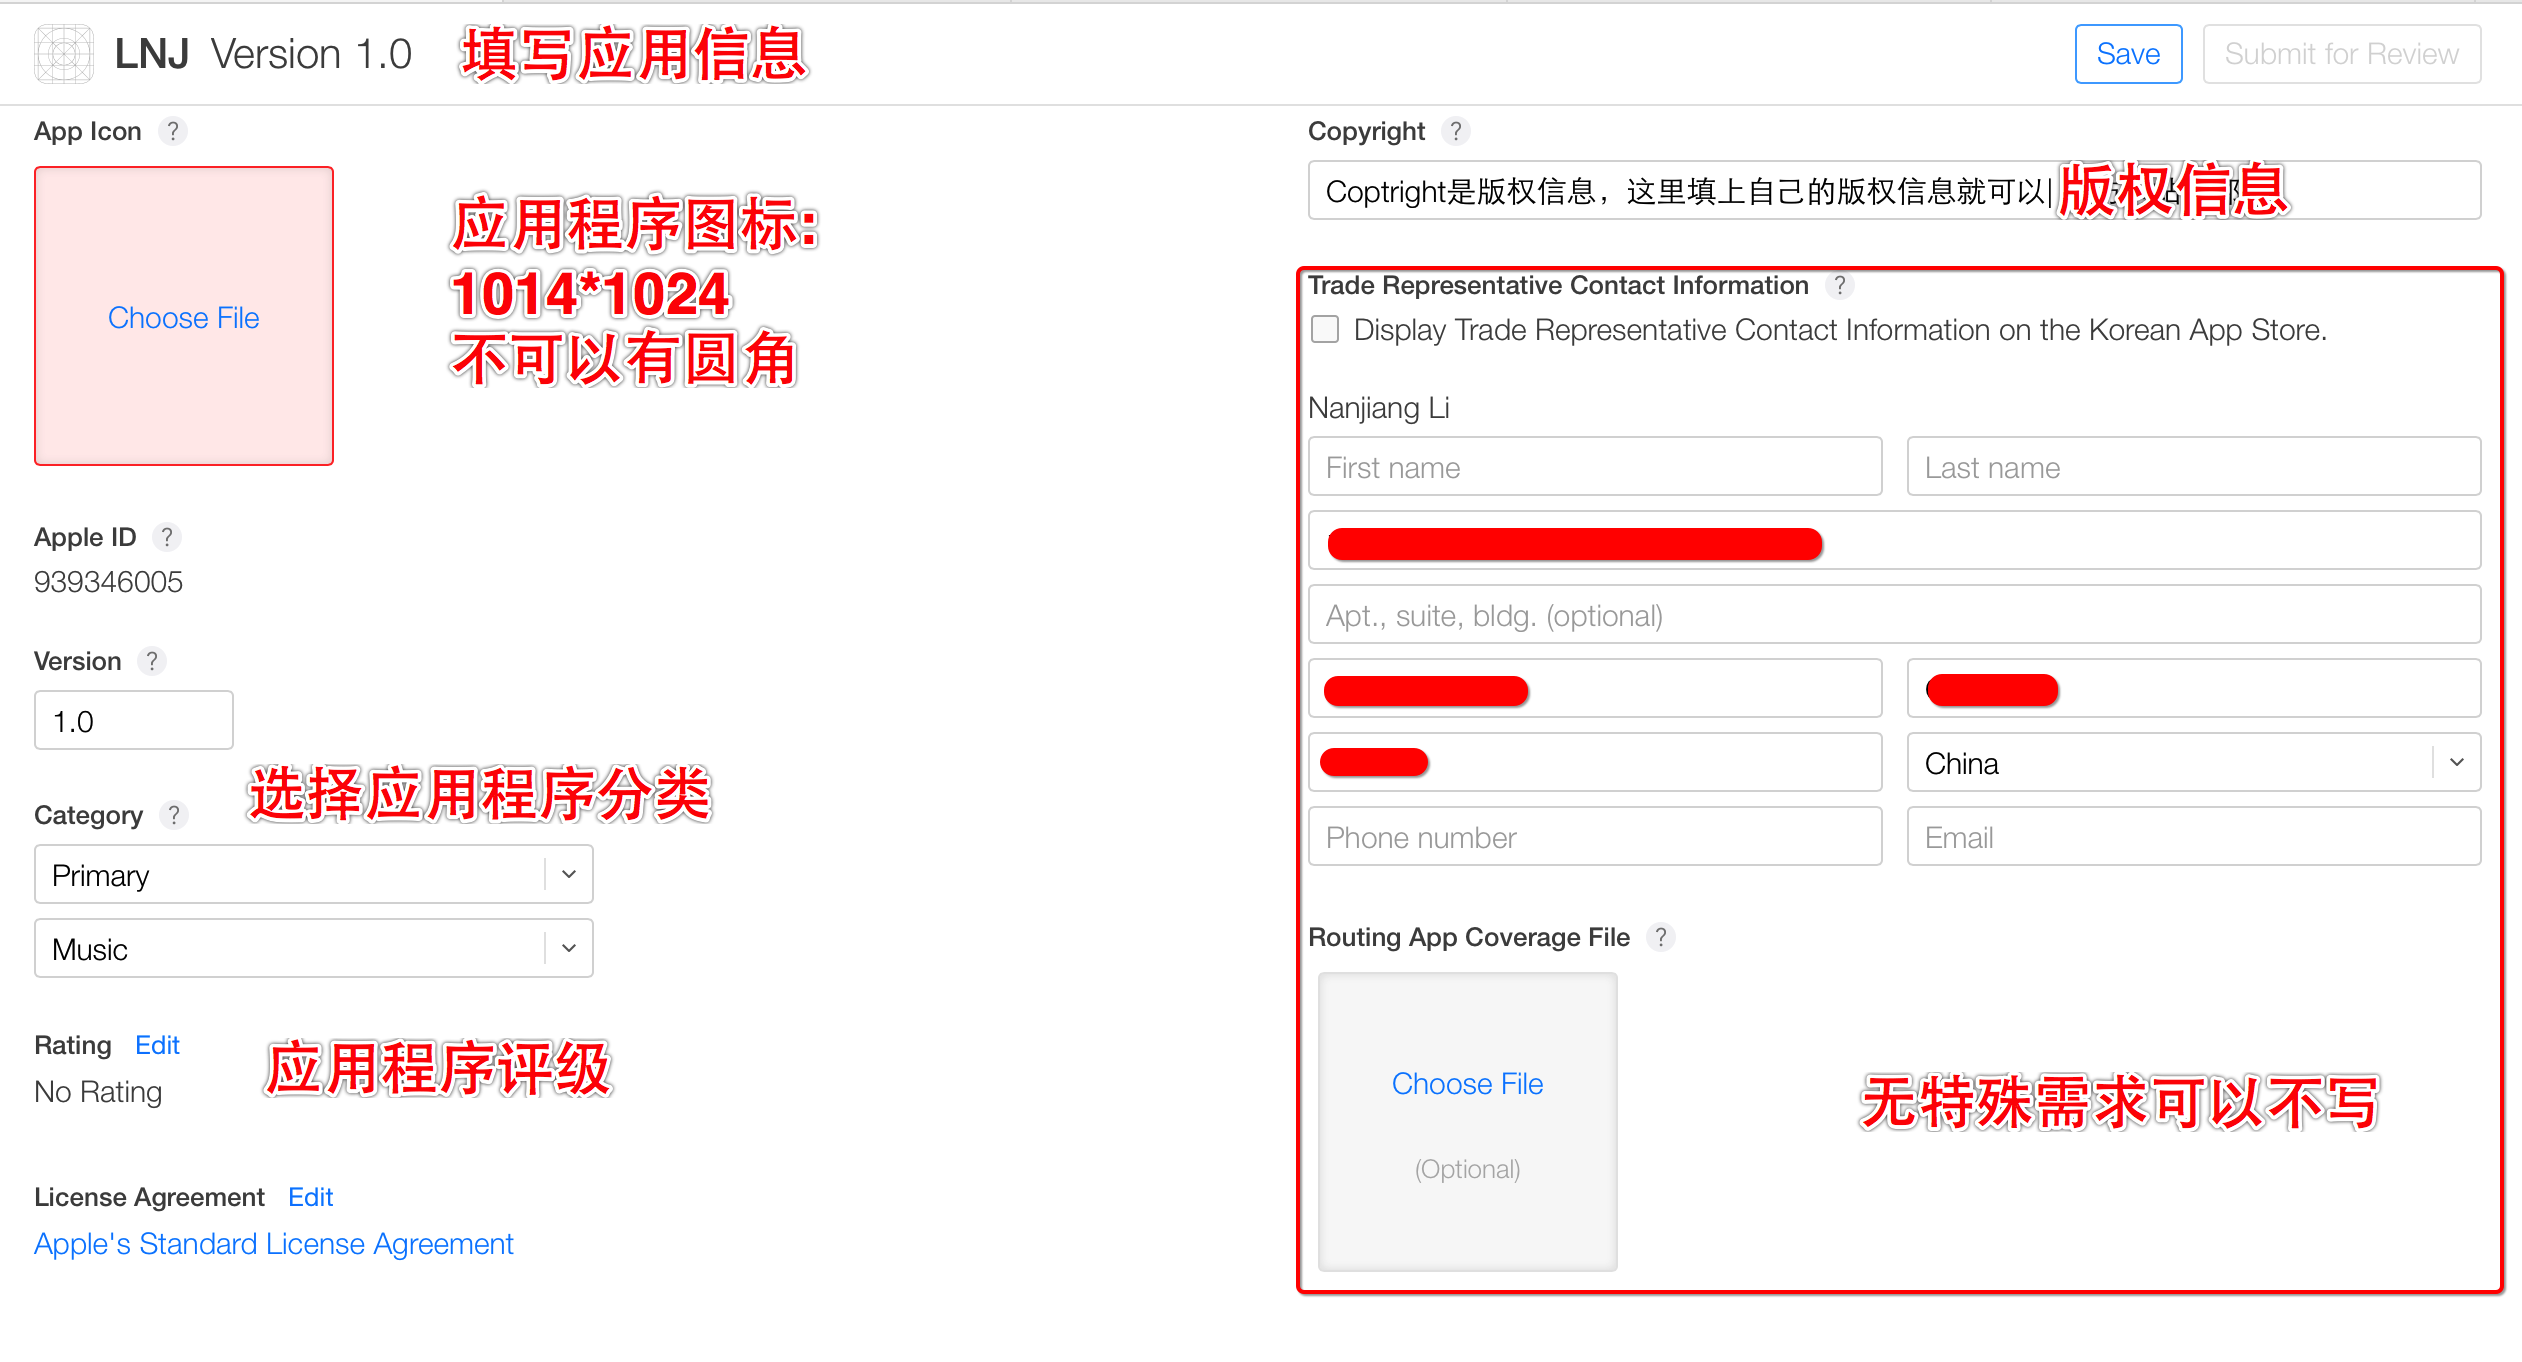 LNJ Version 1.0 填写应用信息 Save Submit for Review
App Icon ?
Choose File
应用程序图标:
1014*1024
不可以有圆角
Apple ID ?
939346005
Version ?
1.0
选择应用程序分类
Category ?
Primary
Music
Rating Edit
No Rating
应用程序评级
License Agreement Edit
Apple's Standard License Agreement
Copyright ?
Coptright是版权信息，这里填上自己的版权信息就可以
版权信息
Trade Representative Contact Information ?
Display Trade Representative Contact Information on the Korean App Store.
Nanjiang Li
First name Last name
Apt., suite, bldg. (optional)
China
Phone number Email
Routing App Coverage File ?
Choose File
(Optional)
无特殊需求可以不写